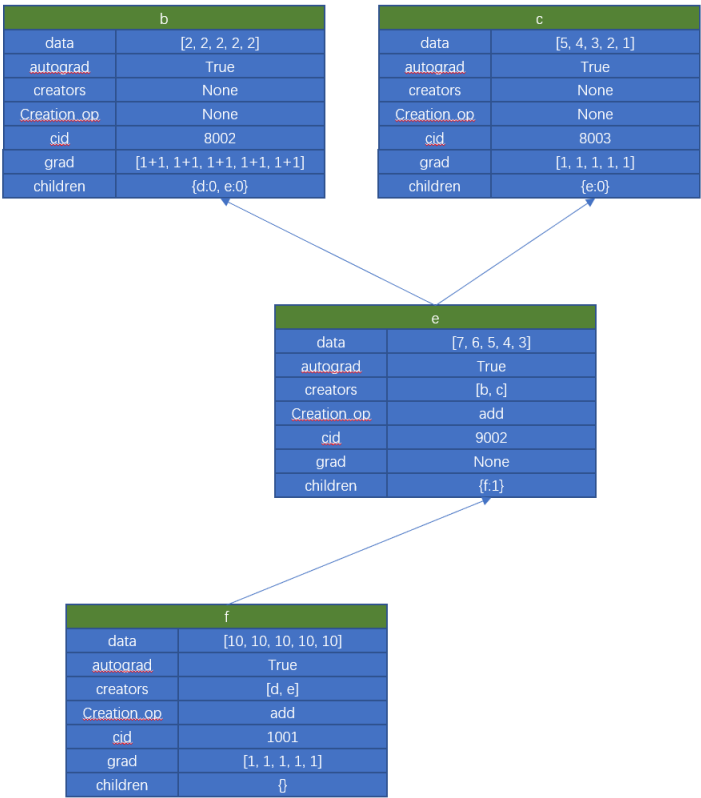 b
data [2, 2, 2, 2, 2]
autograd True
creators None
Creation_op None
cid 8002
grad [1+1, 1+1, 1+1, 1+1, 1+1]
children {d:0, e:0}
c
data [5, 4, 3, 2, 1]
autograd True
creators None
Creation_op None
cid 8003
grad [1, 1, 1, 1, 1]
children {e:0}
e
data [7, 6, 5, 4, 3]
autograd True
creators [b, c]
Creation_op add
cid 9002
grad None
children {f:1}
f
data [10, 10, 10, 10, 10]
autograd True
creators [d, e]
Creation_op add
cid 1001
grad [1, 1, 1, 1, 1]
children {}